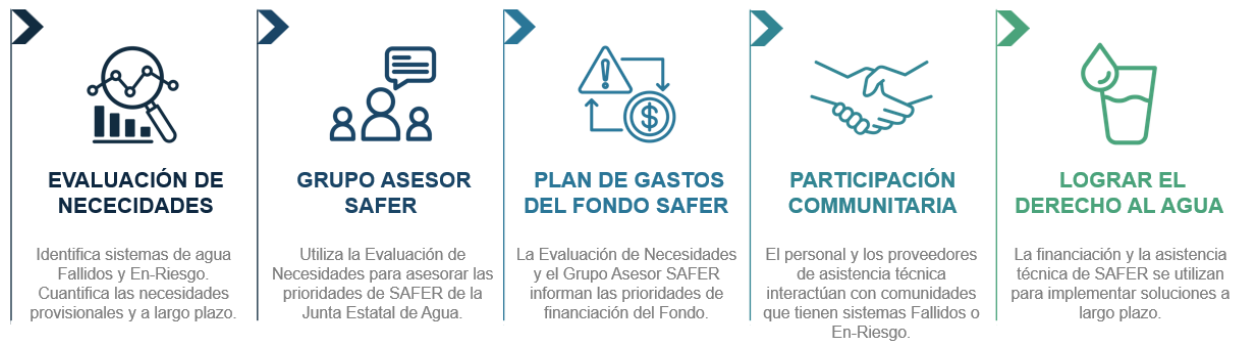 EVALUACIÓN DE
NECECIDADES
Identifica sistemas de agua
Fallidos y En-Riesgo.
Cuantifica las necesidades
provisionales y a largo plazo.
GRUPO ASESOR
SAFER
Utiliza la Evaluación de
Necesidades para asesorar las
prioridades de SAFER de la
Junta Estatal de Agua.
PLAN DE GASTOS
DEL FONDO SAFER
La Evaluación de Necesidades
y el Grupo Asesor SAFER
informan las prioridades de
financiación del Fondo.
PARTICIPACIÓN
COMMUNITARIA
El personal y los proveedores
de asistencia técnica
interactúan con comunidades
que tienen sistemas Fallidos o
En-Riesgo.
LOGRAR EL
DERECHO AL AGUA
La financiación y la asistencia
técnica de SAFER se utilizan
para implementar soluciones a
largo plazo.